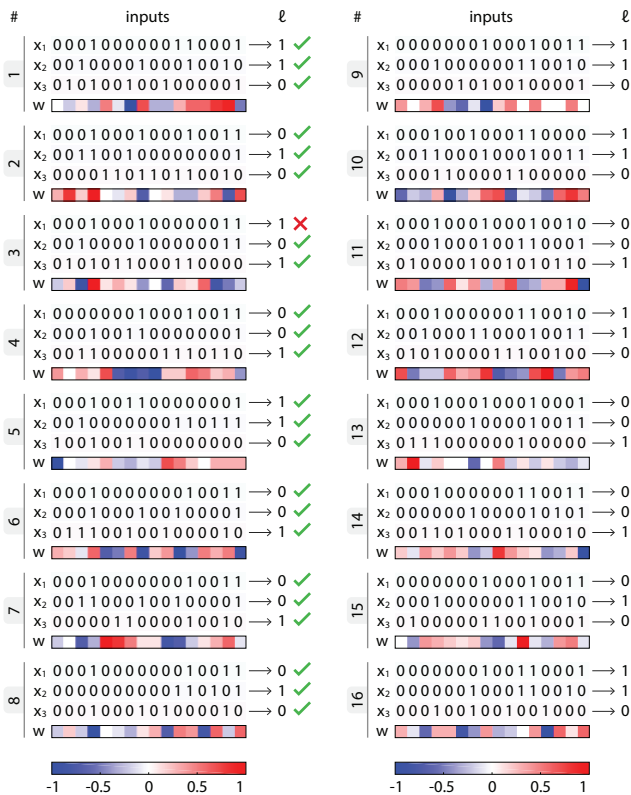 # inputs ℓ
1
x₁ 0 0 0 1 0 0 0 0 0 0 1 1 0 0 0 1 → 1 ✓
x₂ 0 0 1 0 0 0 0 0 0 1 0 1 0 0 1 0 → 1 ✓
x₃ 0 1 0 1 0 0 1 0 0 1 0 0 0 0 0 1 → 0 ✓
w
2
x₁ 0 0 0 1 0 0 0 1 0 0 0 1 0 0 1 0 → 0 ✓
x₂ 0 0 1 1 0 0 1 0 0 0 0 0 0 0 0 1 → 1 ✓
x₃ 0 0 0 0 1 1 0 1 1 0 1 1 0 0 1 0 → 0 ✓
w
3
x₁ 0 0 0 1 0 0 0 1 0 0 0 0 0 0 1 1 → 1 ✗
x₂ 0 0 1 0 0 0 0 1 0 0 0 0 0 0 1 1 → 0 ✓
x₃ 0 1 0 1 0 1 1 0 0 0 1 1 0 0 0 0 → 1 ✓
w
4
x₁ 0 0 0 0 0 0 0 1 1 0 0 0 0 0 1 0 → 0 ✓
x₂ 0 0 0 0 0 0 1 1 0 0 0 0 0 0 0 1 → 0 ✓
x₃ 0 0 1 1 0 0 0 0 0 1 1 1 0 1 1 0 → 1 ✓
w
5
x₁ 0 0 0 0 0 0 1 1 0 0 0 1 0 0 0 1 → 1 ✓
x₂ 0 0 0 0 0 0 0 0 0 1 1 0 1 1 1 → 1 ✓
x₃ 1 0 0 1 0 0 1 1 0 0 0 0 0 0 0 0 → 0 ✓
w
6
x₁ 0 0 0 1 0 0 0 0 0 0 0 1 0 0 1 1 → 0 ✓
x₂ 0 0 0 1 0 0 0 0 0 0 1 0 0 0 1 0 → 0 ✓
x₃ 0 1 1 1 0 0 1 0 0 1 0 0 0 0 1 0 → 1 ✓
w
7
x₁ 0 0 0 1 0 0 0 0 0 0 0 1 0 0 1 1 → 0 ✓
x₂ 0 0 1 1 0 0 0 1 0 0 1 0 0 0 0 0 → 0 ✓
x₃ 0 0 0 0 1 0 0 0 1 0 0 1 0 0 1 0 → 1 ✓
w
8
x₁ 0 0 0 1 0 0 0 0 0 0 0 1 0 0 1 1 → 0 ✓
x₂ 0 0 0 0 0 0 0 0 0 0 1 1 0 1 0 1 → 1 ✓
x₃ 0 0 0 0 0 0 0 0 1 0 1 0 0 0 1 0 → 0 ✓
w
-1 -0.5 0 0.5 1
# inputs ℓ
9
x₁ 0 0 0 0 0 0 0 1 0 0 0 1 0 0 1 1 → 1
x₂ 0 0 0 0 0 0 0 1 0 0 1 1 0 0 1 0 → 1
x₃ 0 0 0 0 1 0 1 0 0 1 0 0 0 0 1 0 → 0
w
10
x₁ 0 0 0 1 0 0 0 1 0 0 1 1 0 0 0 0 → 1
x₂ 0 0 0 0 0 0 0 1 0 0 0 1 0 0 1 1 → 1
x₃ 0 0 0 1 1 0 0 0 0 1 0 0 0 0 1 0 → 0
w
11
x₁ 0 0 0 1 0 0 0 0 0 0 1 1 0 0 1 0 → 0
x₂ 0 0 0 1 0 0 0 0 0 0 1 1 0 0 0 1 → 0
x₃ 0 1 0 0 0 0 1 0 0 1 0 1 0 0 1 0 → 1
w
12
x₁ 0 0 0 0 0 0 0 1 0 0 1 1 0 0 1 0 → 1
x₂ 0 0 1 0 0 0 1 1 0 0 0 1 0 0 1 1 → 1
x₃ 0 1 0 1 0 0 0 0 1 1 1 0 0 1 0 0 → 0
w
13
x₁ 0 0 0 1 0 0 0 0 0 0 1 0 0 0 1 0 → 0
x₂ 0 0 0 0 0 0 0 1 0 0 0 1 0 0 1 1 → 0
x₃ 0 1 1 1 0 0 0 0 0 1 0 0 0 0 0 0 → 1
w
14
x₁ 0 0 0 1 0 0 0 0 0 0 0 1 0 0 1 1 → 0
x₂ 0 0 0 1 0 0 0 0 0 0 1 0 0 0 1 0 → 0
x₃ 0 1 1 0 1 0 0 0 1 1 0 1 0 0 1 0 → 1
w
15
x₁ 0 0 0 0 0 0 0 1 0 0 0 1 0 0 1 1 → 0
x₂ 0 0 0 0 0 0 0 1 0 0 1 1 0 0 1 0 → 1
x₃ 0 0 0 1 0 0 0 1 1 0 0 1 0 0 0 1 → 0
w
16
x₁ 0 0 0 0 0 0 1 0 0 1 1 0 0 0 1 → 1
x₂ 0 0 0 0 0 0 0 1 0 0 1 1 0 0 1 0 → 1
x₃ 0 0 0 0 1 0 0 1 0 0 1 0 0 1 0 0 → 0
w
-1 -0.5 0 0.5 1